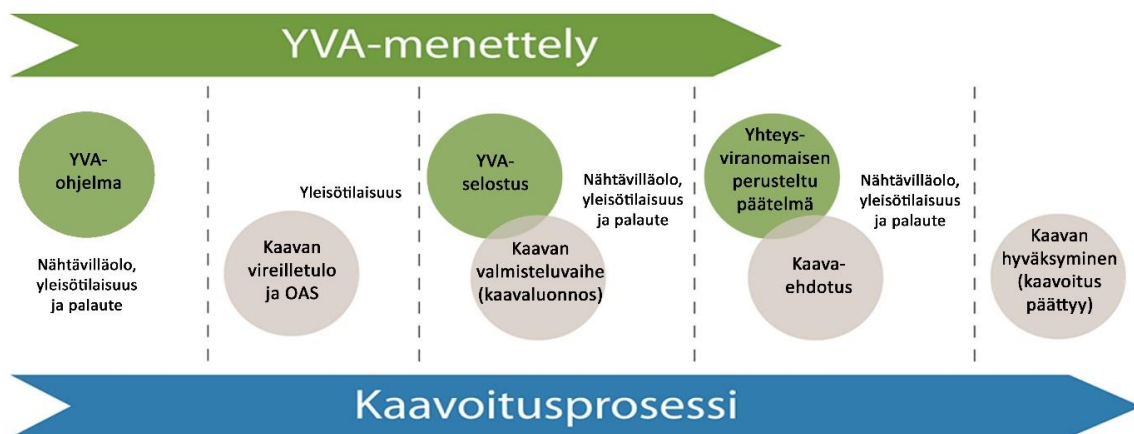 YVA-menettely
YVA-
ohjelma
Nähtävilläolo,
yleisötilaisuus
ja palaute
Yleisötilaisuus
Kaavan
vireilletulo
ja OAS
YVA-
selostus
Kaavan
valmisteluvaihe
(kaavaluonnos)
Nähtävilläolo,
yleisötilaisuus
ja palaute
Yhteys-
viranomaisen
perusteltu
päätelmä
Kaava-
ehdotus
Nähtävilläolo,
yleisötilaisuus
ja palaute
Kaavan
hyväksyminen
(kaavoitus
päättyy)
Kaavoitusprosessi